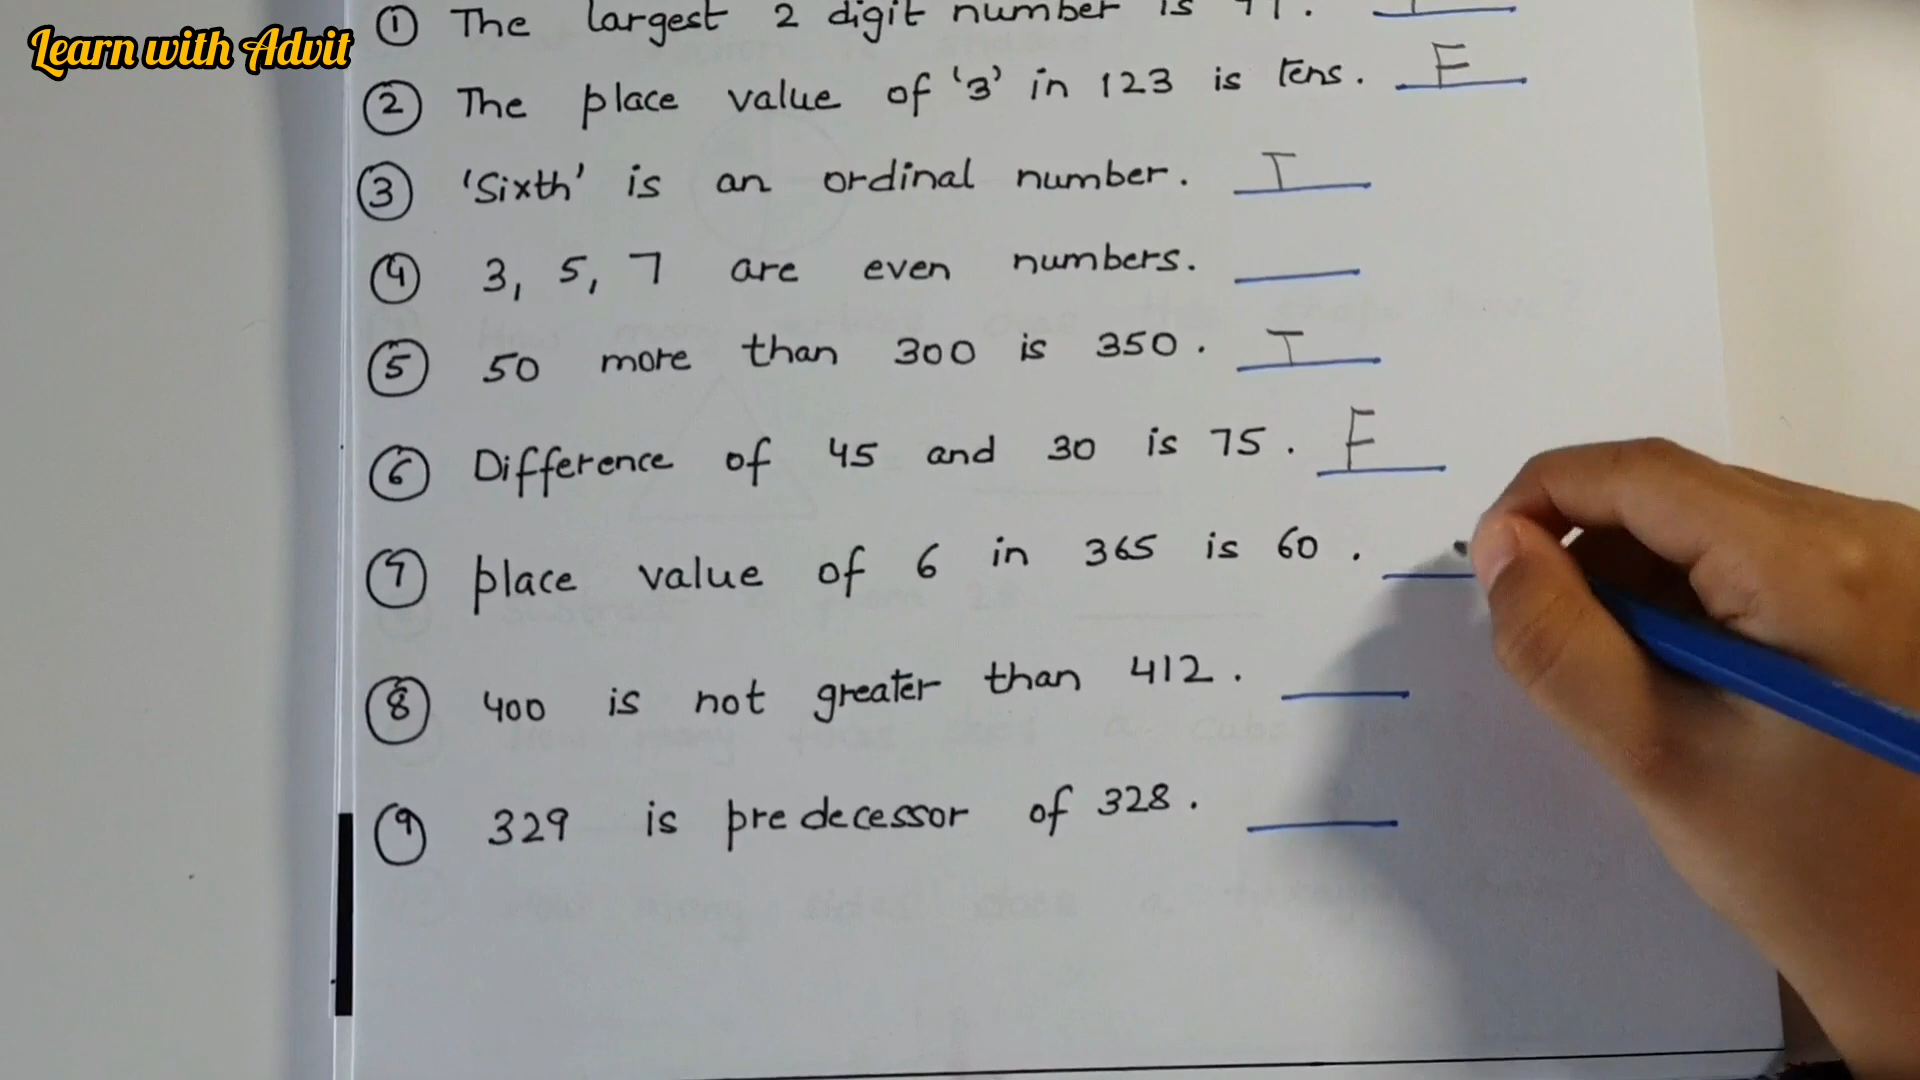 Learn with Advit
① The largest 2 digit number is
② The place value of '3' in 123 is tens. F
③ 'Sixth' is an ordinal number. T
④ 3, 5, 7 are even numbers.
⑤ 50 more than 300 is 350. T
⑥ Difference of 45 and 30 is 75. F
⑦ place value of 6 in 365 is 60.
⑧ 400 is not greater than 412.
⑨ 329 is predecessor of 328.